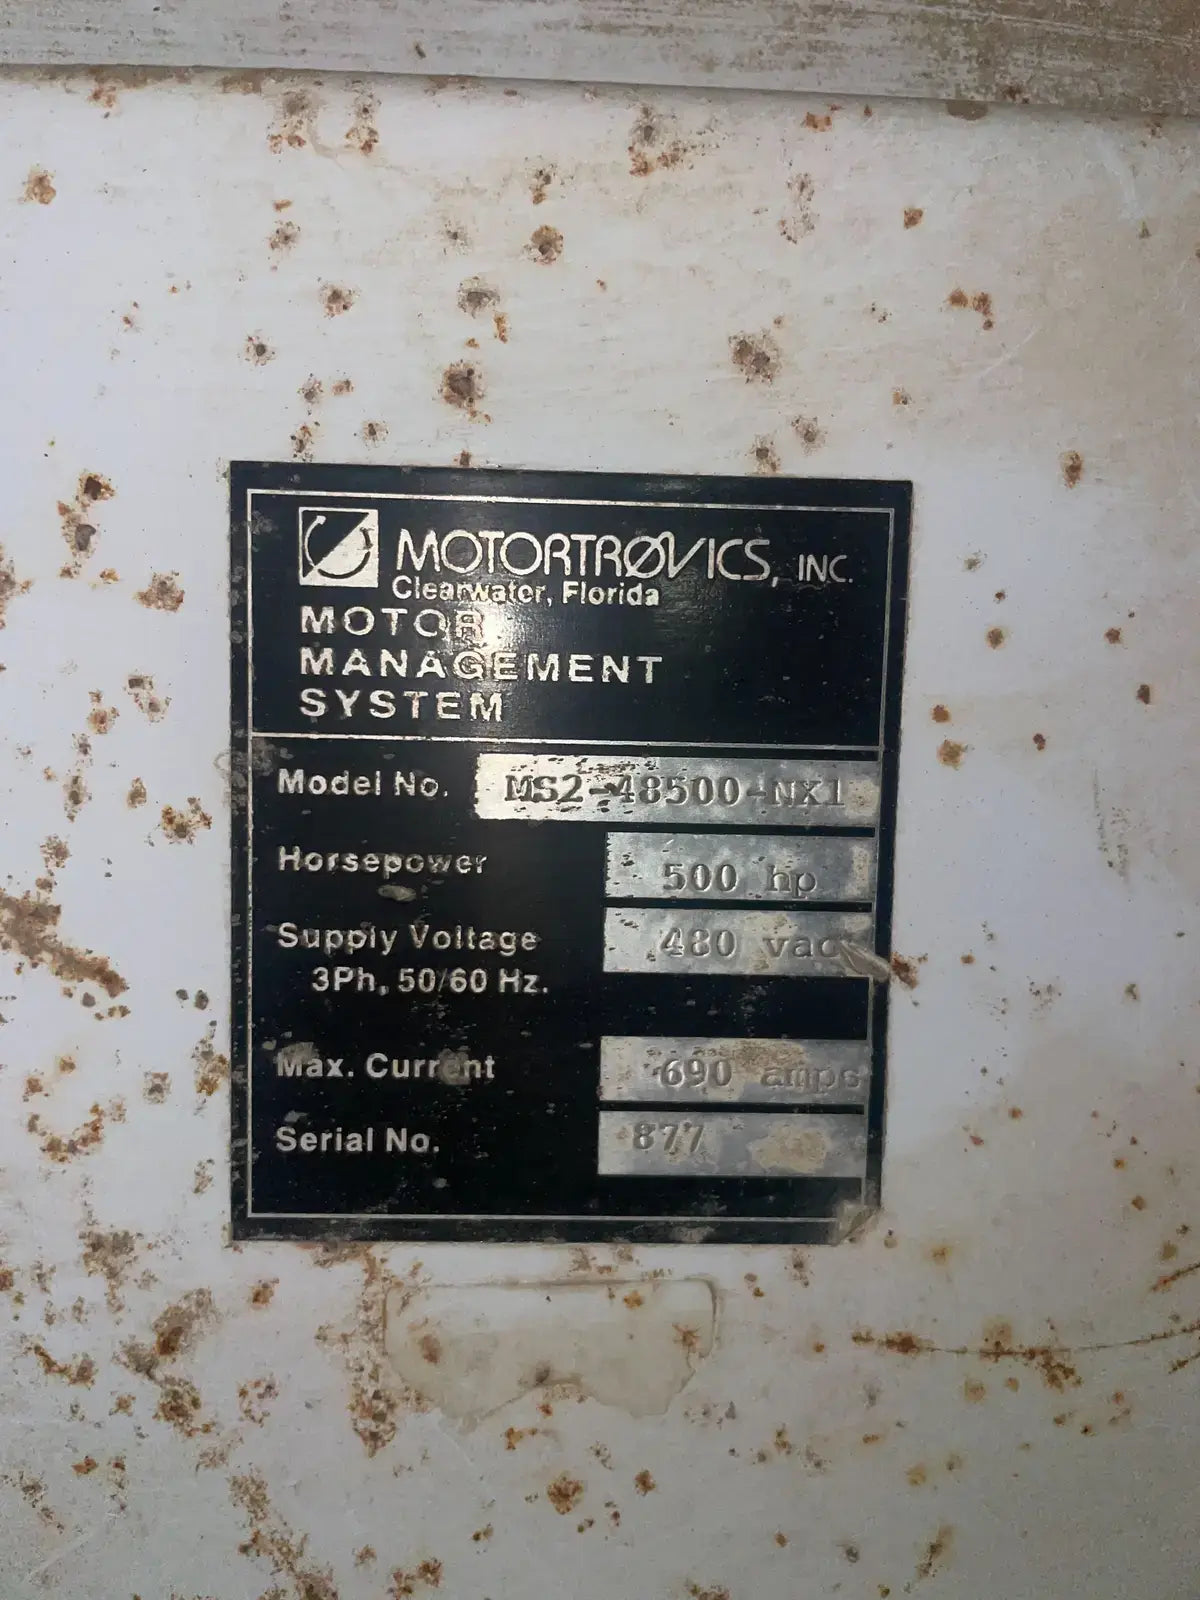 MOTORTRONICS, INC.
Clearwater, Florida
MOTOR
MANAGEMENT
SYSTEM
Model No. MS2-48500-NX1
Horsepower 500 hp
Supply Voltage 480 vac
3Ph, 50/60 Hz.
Max. Current 690 amps
Serial No. 877